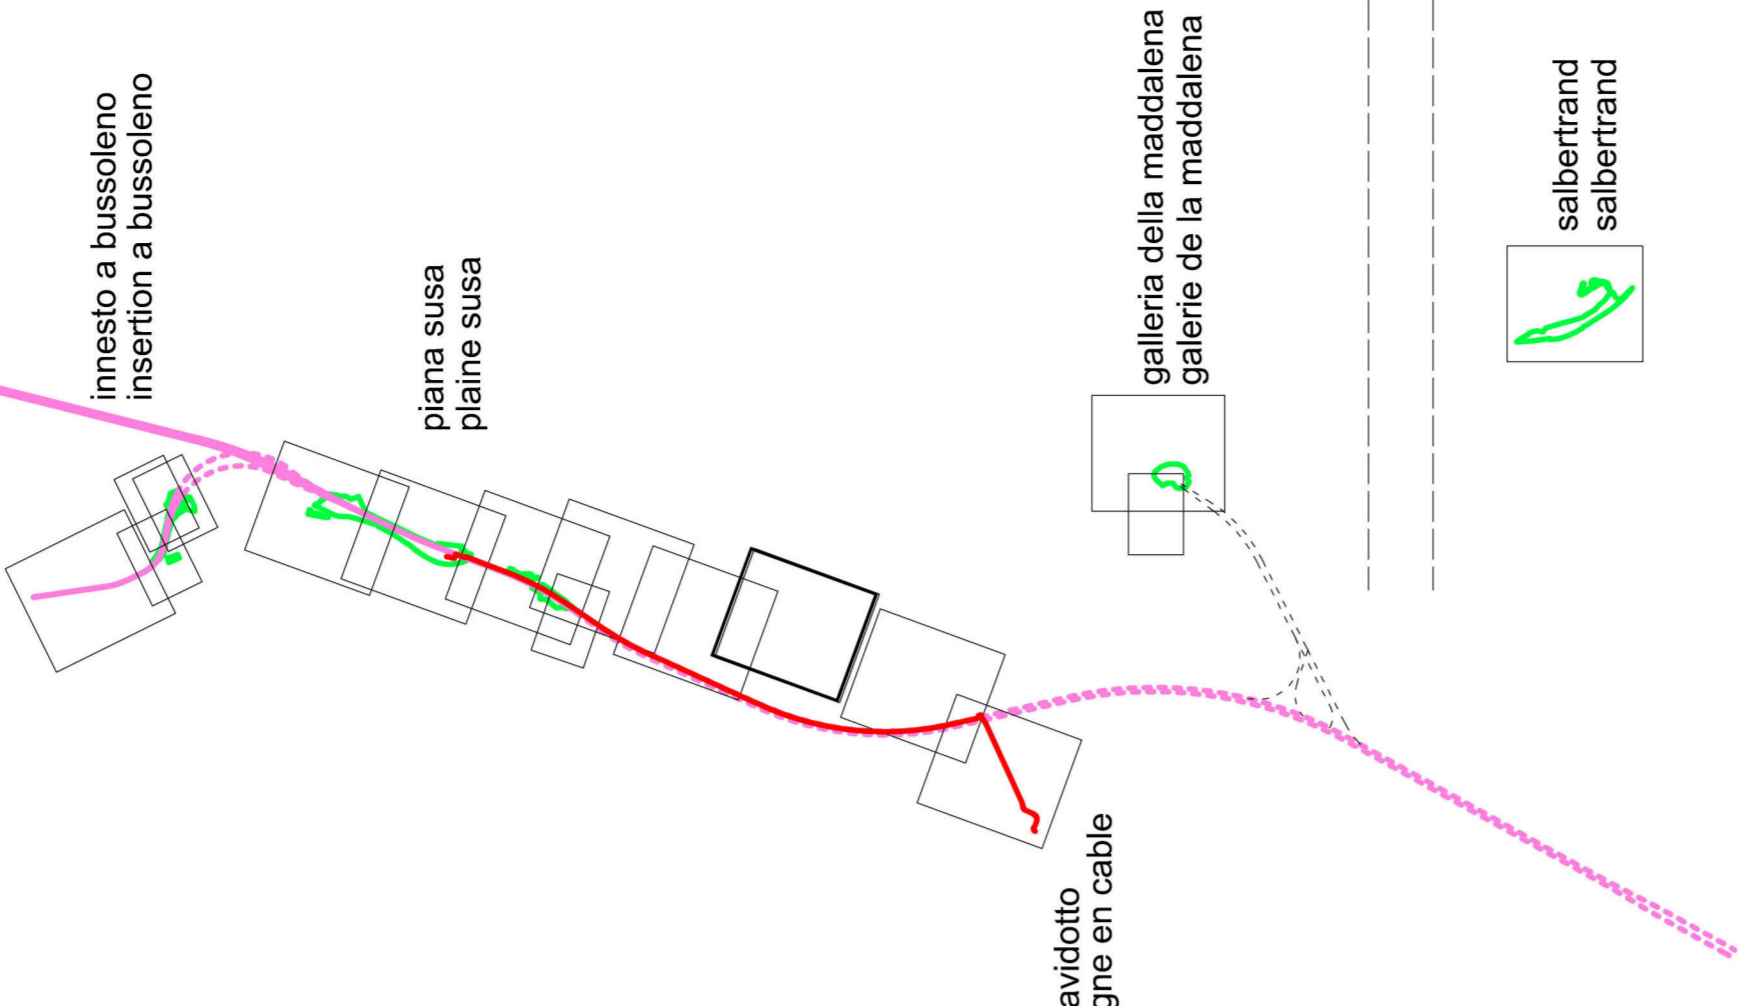 innesto a bussoleno
insertion a bussoleno
piana susa
plaine susa
avidotto
gne en cable
galleria della maddalena
galerie de la maddalena
salbertrand
salbertrand